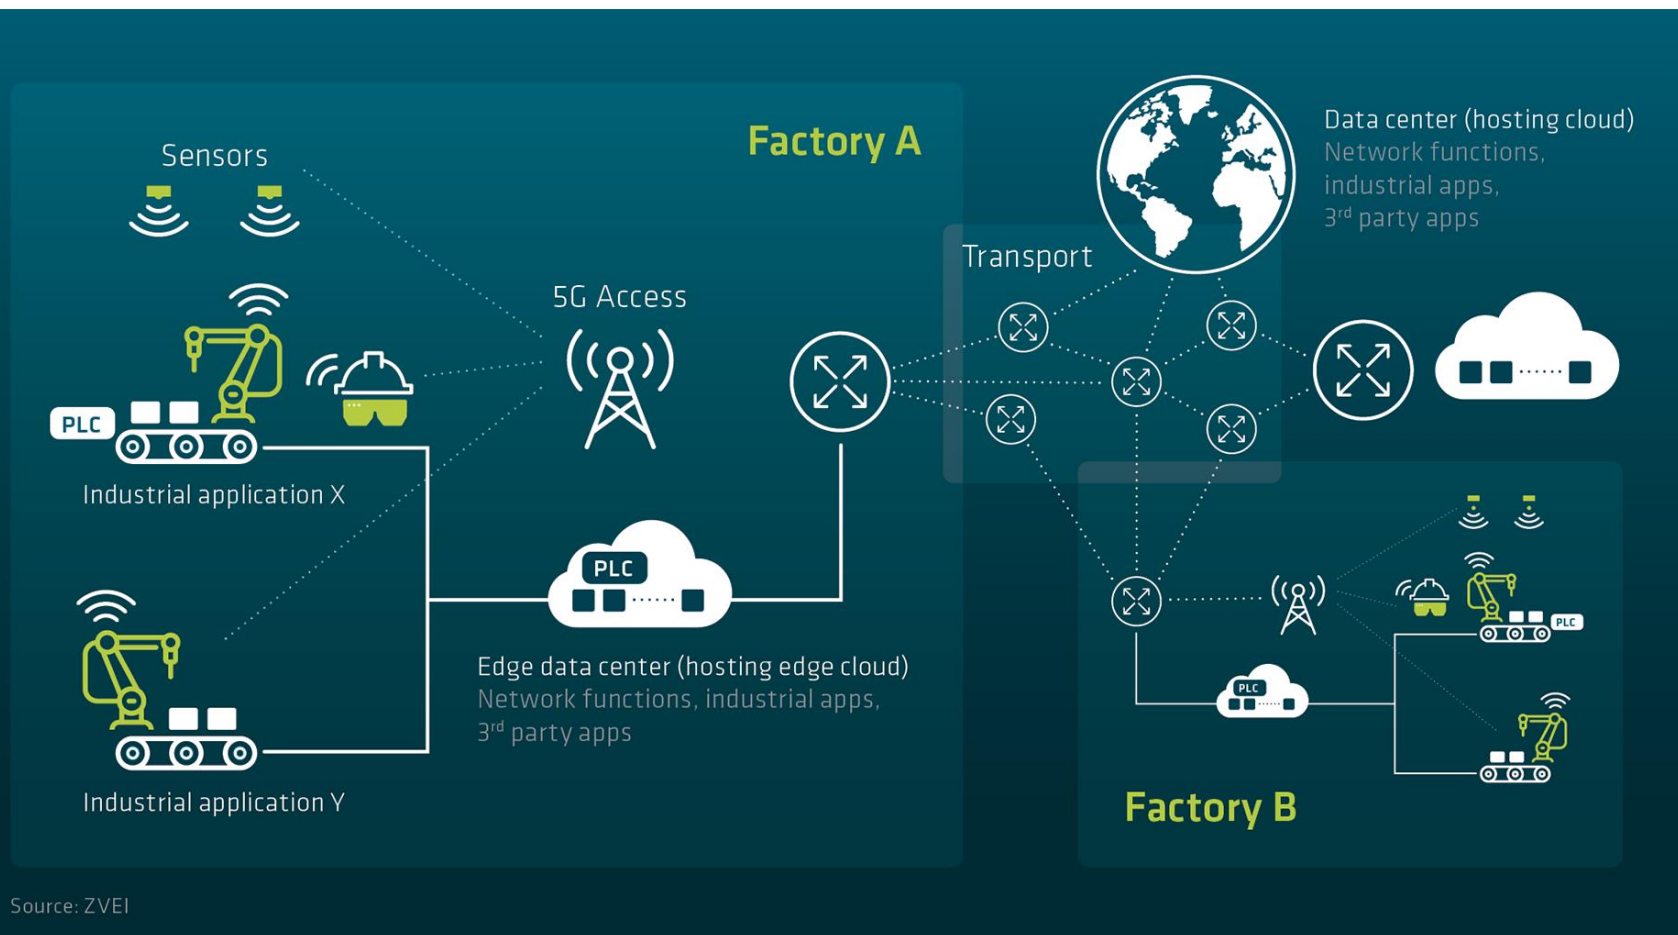 Factory A
Sensors
5G Access
PLC
Industrial application X
PLC
Edge data center (hosting edge cloud)
Network functions, industrial apps,
3rd party apps
Industrial application Y
Transport
Data center (hosting cloud)
Network functions,
industrial apps,
3rd party apps
PLC
PLC
Factory B
Source: ZVEI